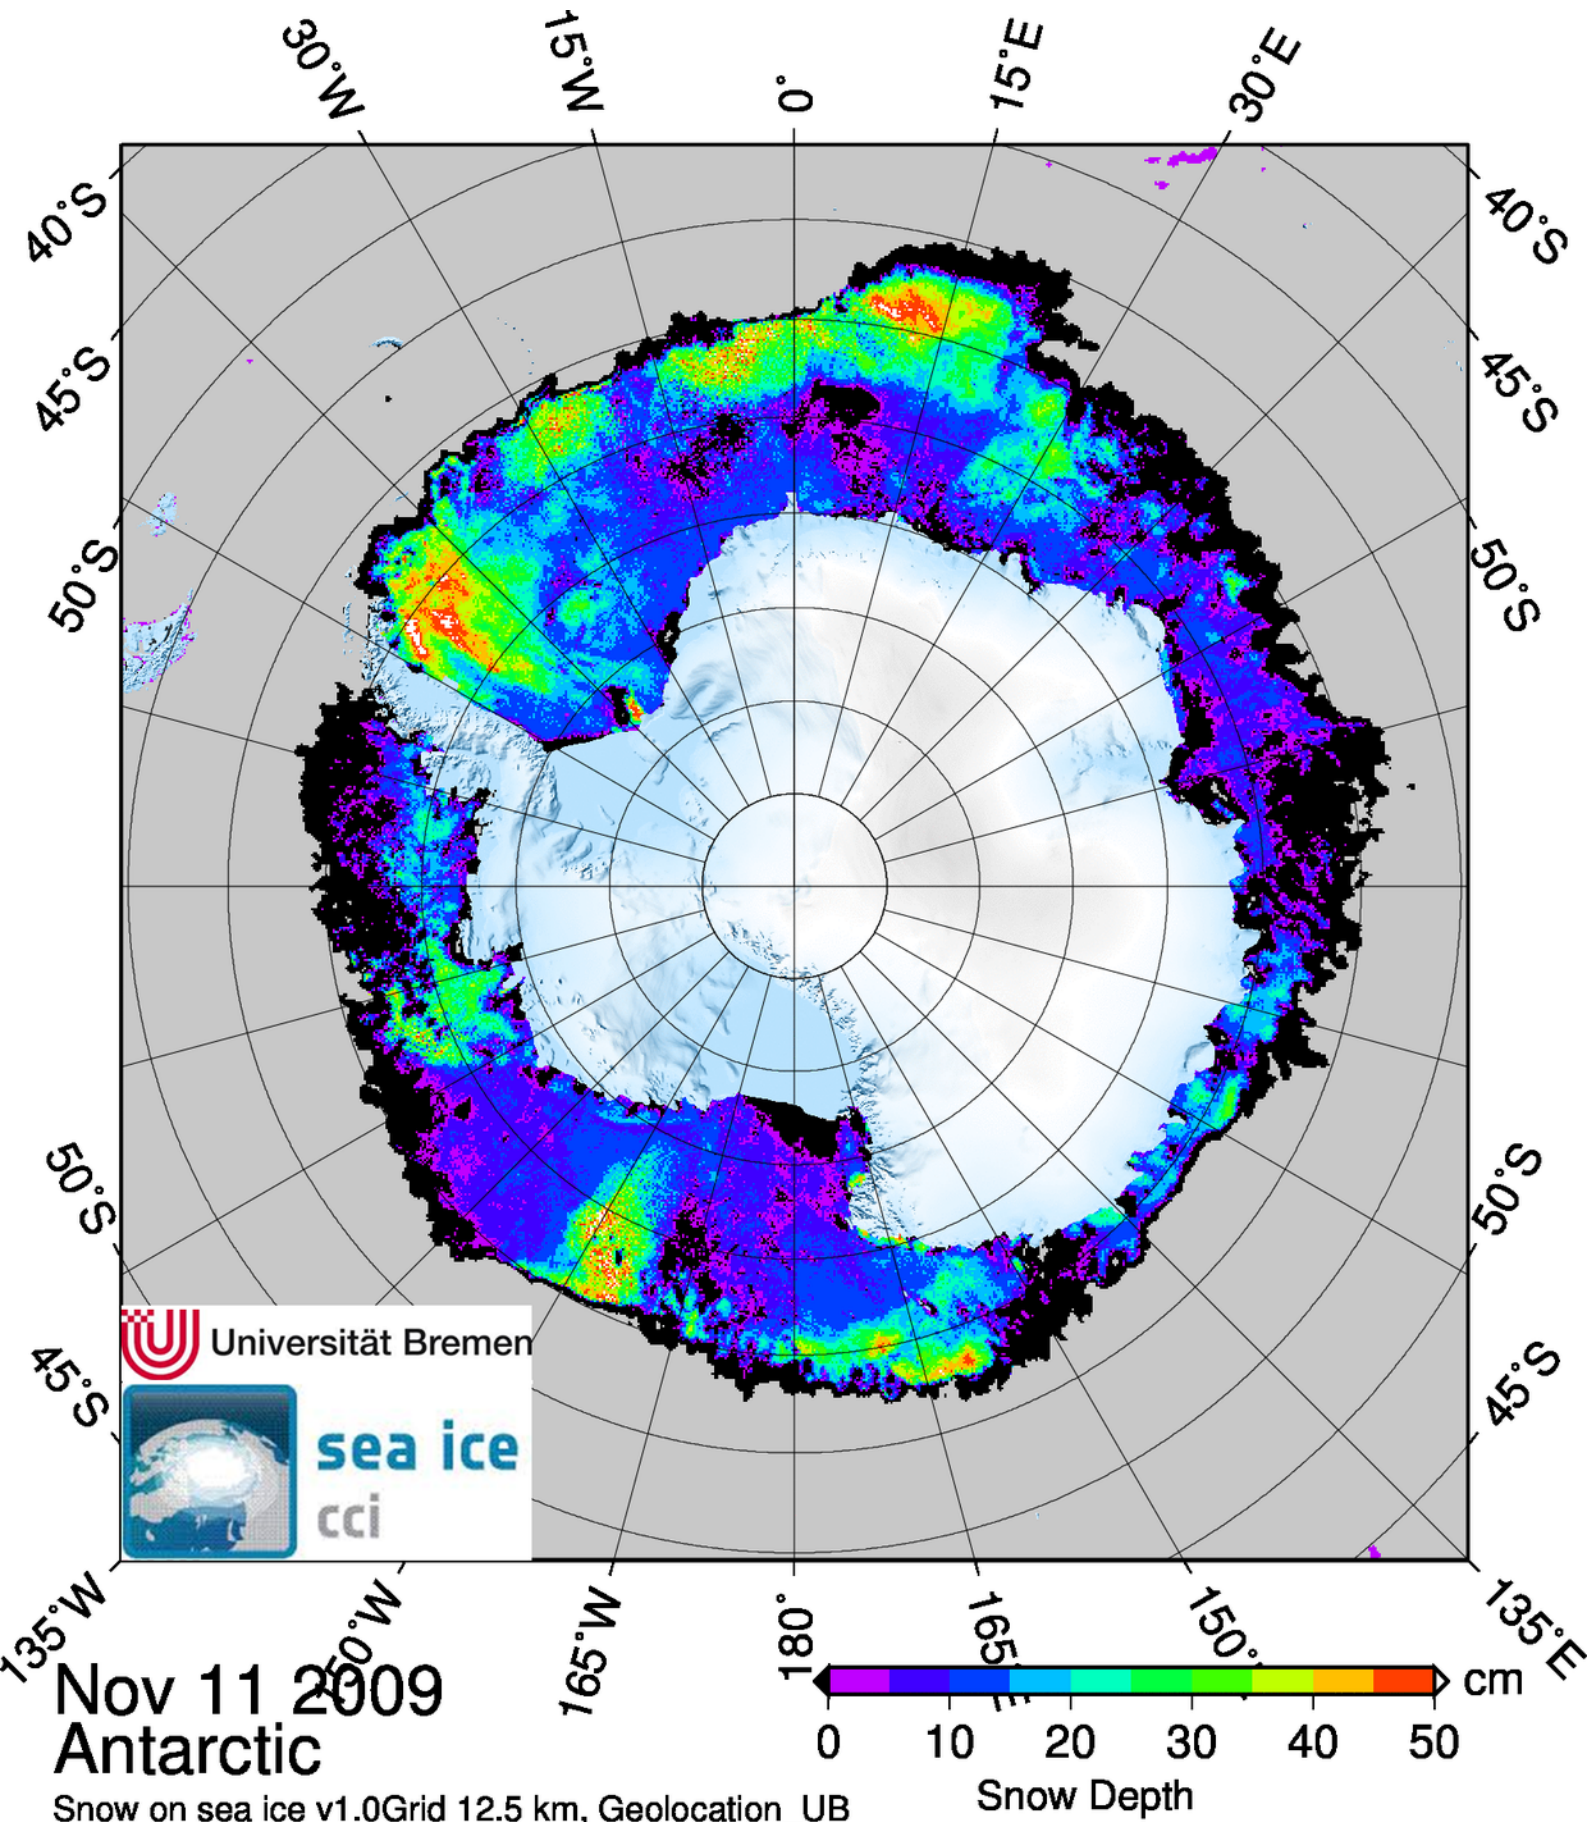 30°W
15°W
0°
15°E
30°E
40°S
40°S
45°S
45°S
50°S
50°S
50°S
50°S
45°S
45°S
Universität Bremen
sea ice
cci
135°W
165°W
180°
135°E
Nov 11 2009
Antarctic
Snow on sea ice v1.0Grid 12.5 km, Geolocation UB
cm
0 10 20 30 40 50
Snow Depth